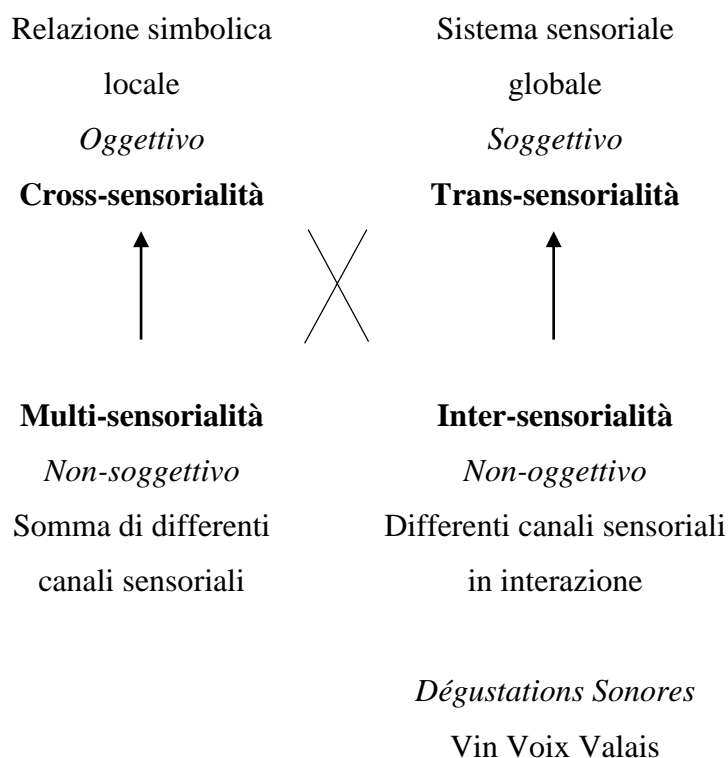 Relazione simbolica
locale
Oggettivo
Cross-sensorialità
Sistema sensoriale
globale
Soggettivo
Trans-sensorialità
Multi-sensorialità
Non-soggettivo
Somma di differenti
canali sensoriali
Inter-sensorialità
Non-oggettivo
Differenti canali sensoriali
in interazione
Dégustations Sonores
Vin Voix Valais